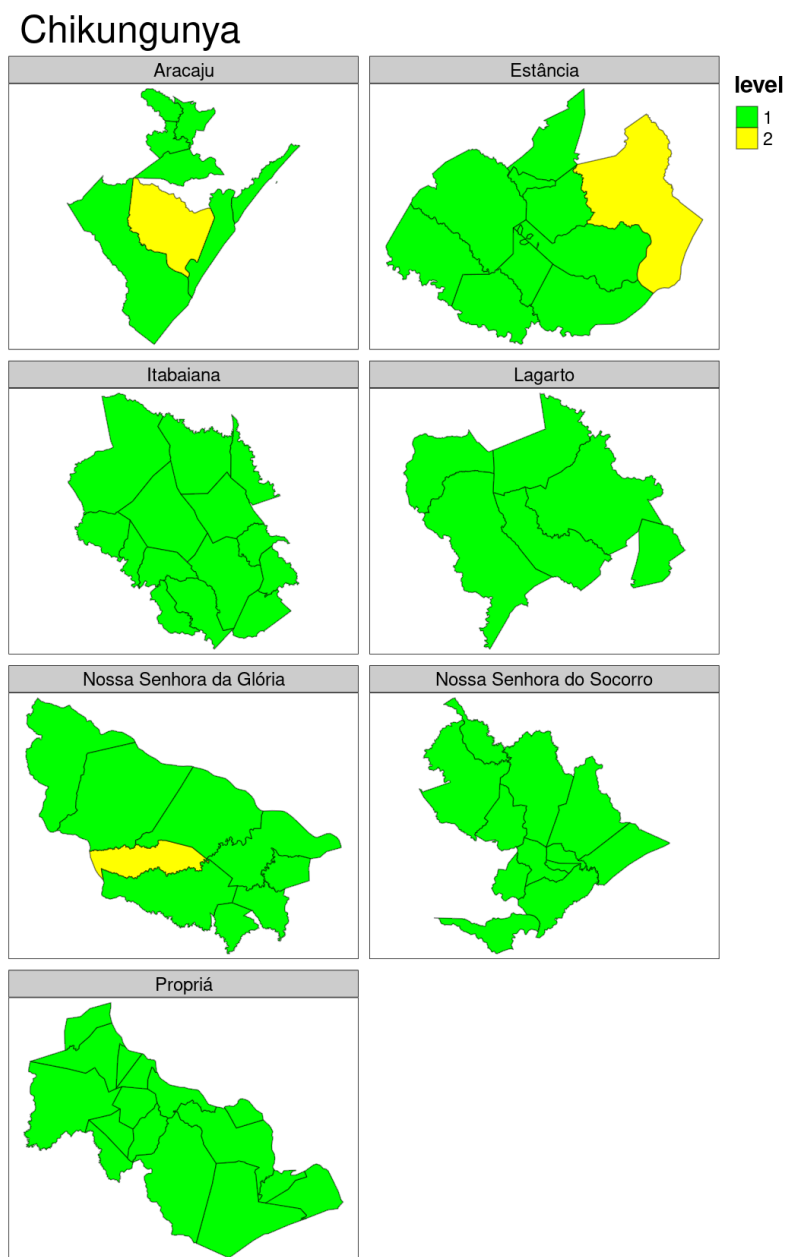 Chikungunya
Aracaju
Estância
level
1
2
Itabaiana
Lagarto
Nossa Senhora da Glória
Nossa Senhora do Socorro
Propriá